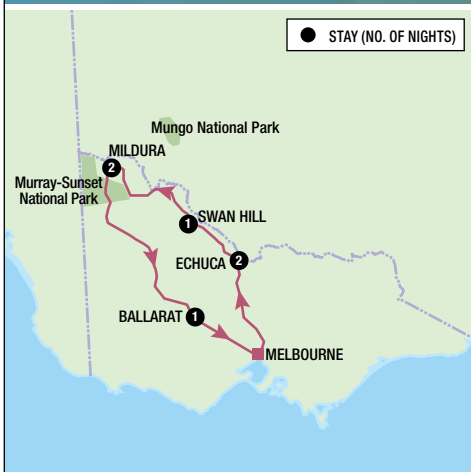 STAY (NO. OF NIGHTS)
Mungo National Park
MILDURA
2
Murray-Sunset
National Park
1
SWAN HILL
ECHUCA 2
BALLARAT 1
MELBOURNE